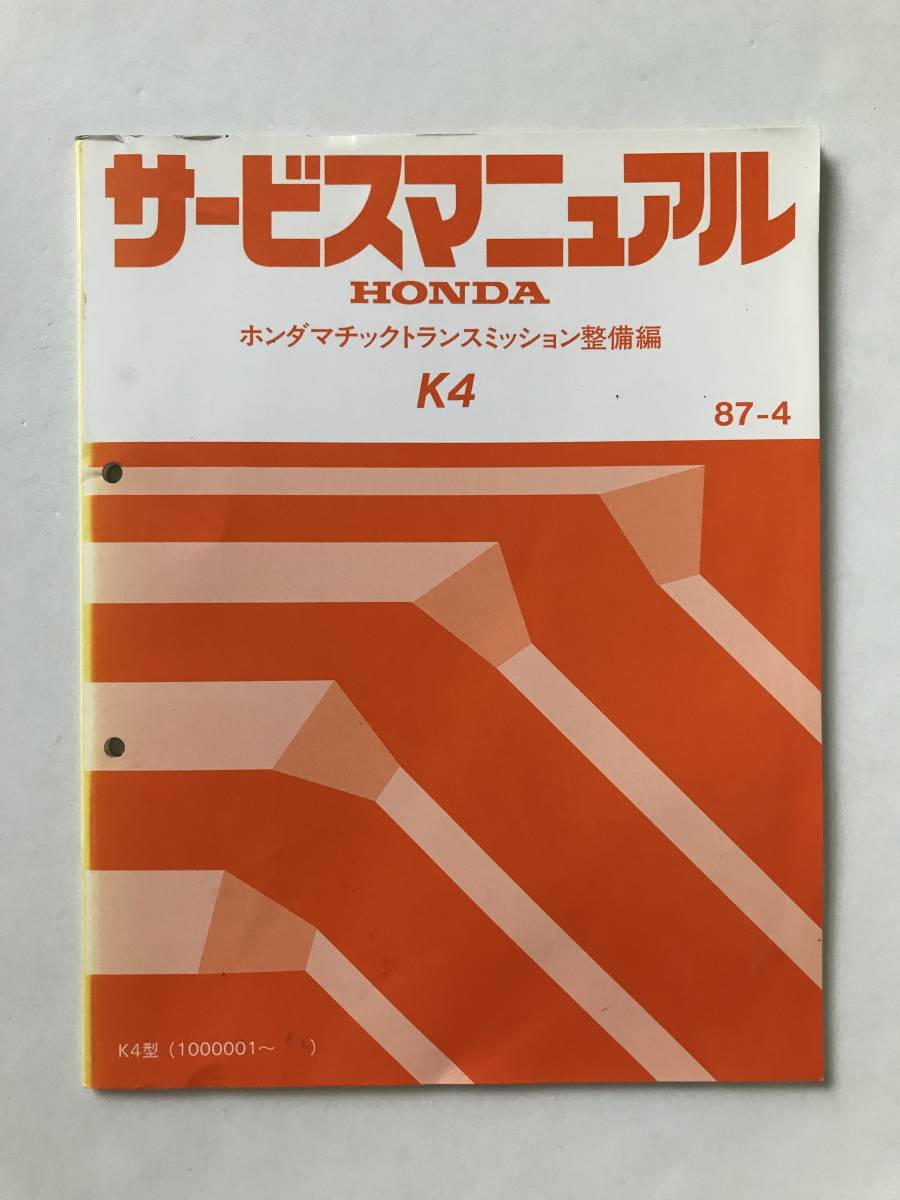 サービスマニュアル
HONDA
ホンダマチックトランスミッション整備編
K4
87-4
K4型 (1000001〜 )